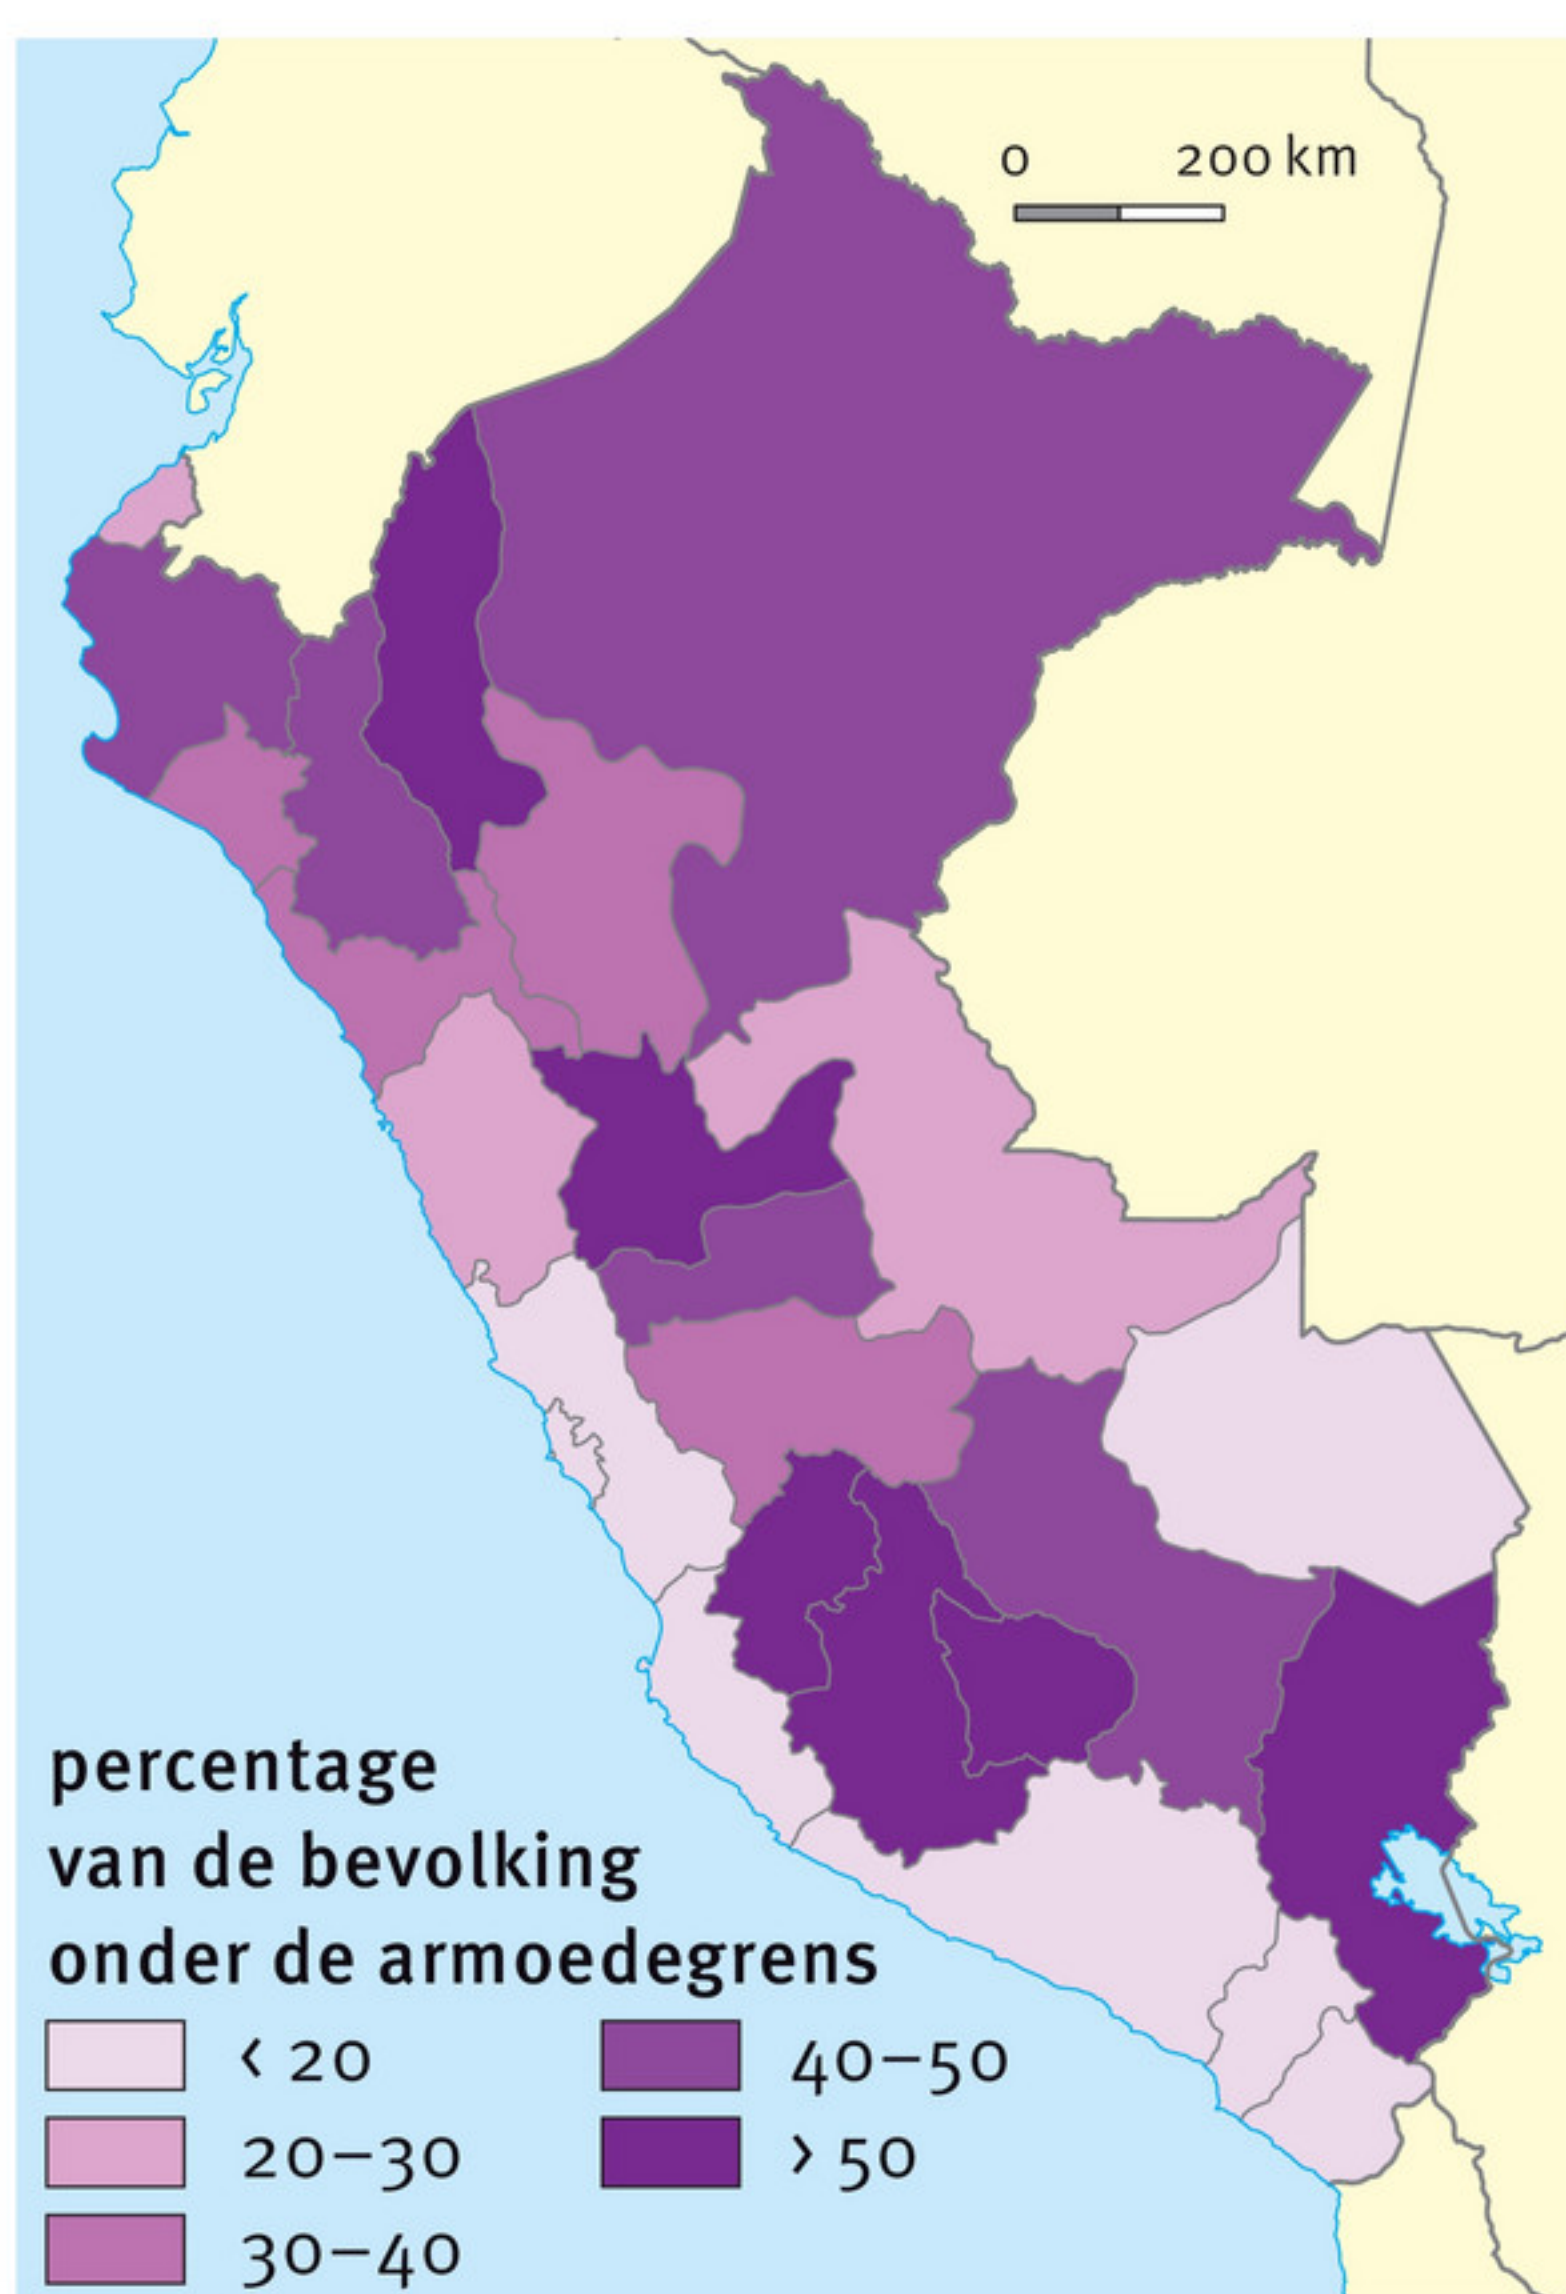 0 200 km
percentage
van de bevolking
onder de armoedegrens
< 20
20–30
30–40
40–50
> 50